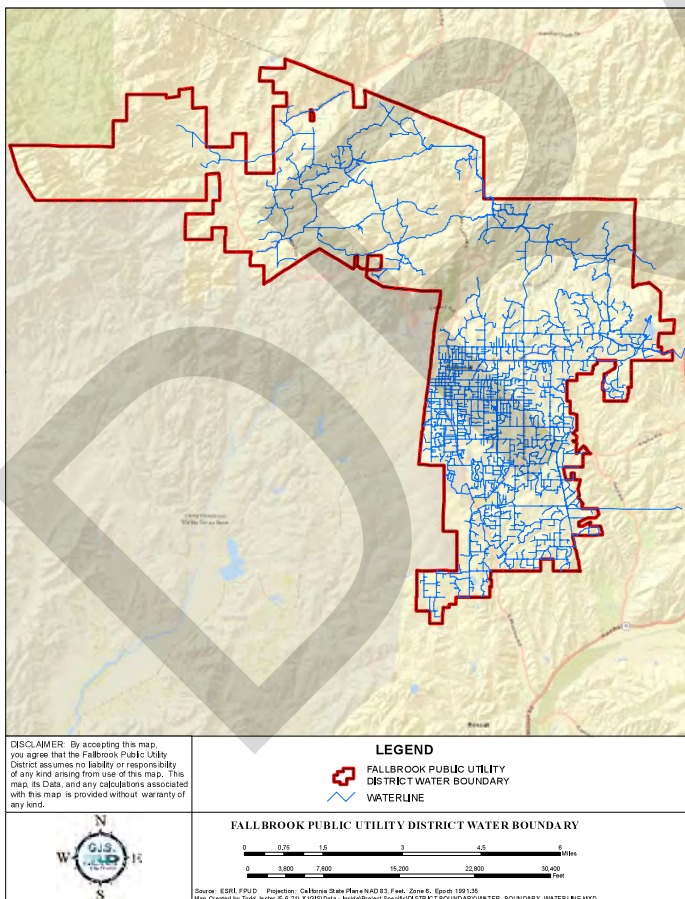 DISCLAIMER: By accepting this map,
you agree that the Fallbrook Public Utility
District assumes no liability or responsibility
of any kind arising from use of this map. This
map, its Data, and any calculations associated
with this map is provided without warranty of
any kind.
LEGEND
FALLBROOK PUBLIC UTILITY
DISTRICT WATER BOUNDARY
WATERLINE
N
W
E
S
G.I.S.
FALLBROOK PUBLIC UTILITY DISTRICT WATER BOUNDARY
0 0.75 1.5 3 4.5 6
Miles
0 3,800 7,600 15,200 22,800 30,400
Feet
Source: ESRI, FPUD Projection: California State Plane NAD 83, Feet. Zone 6. Epoch 1991.35